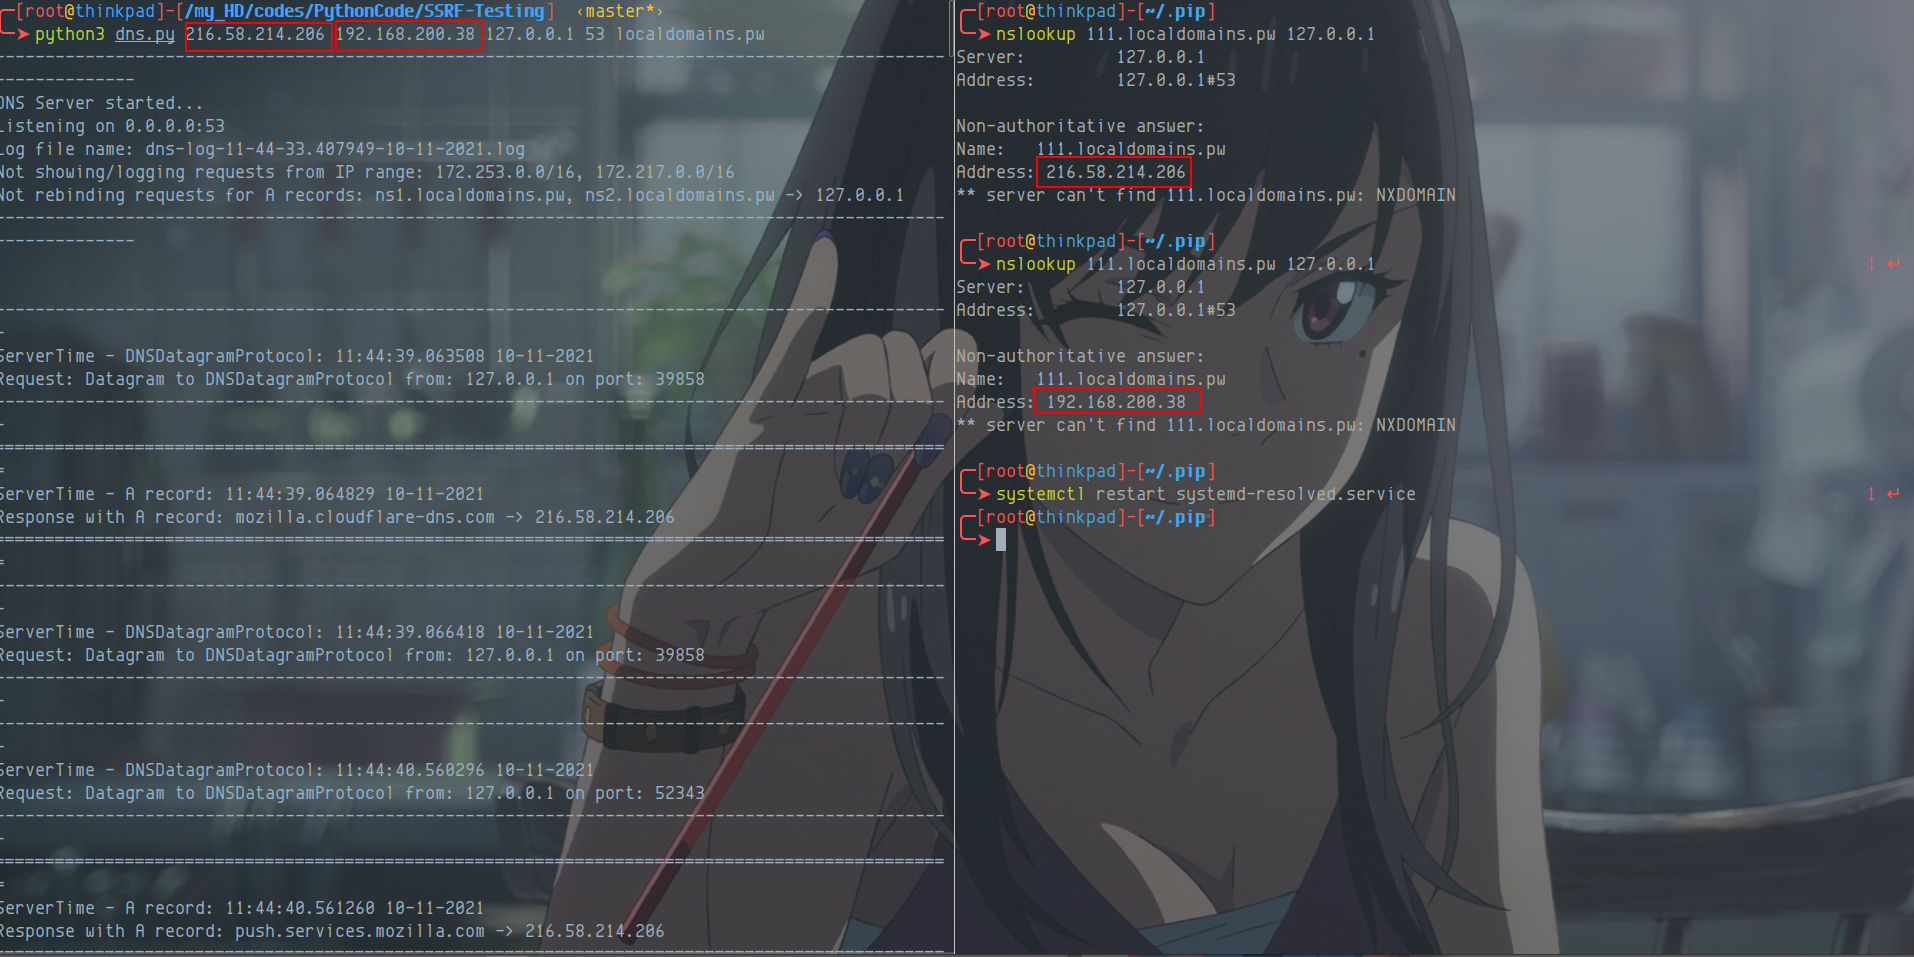 [root@thinkpad]-[/my_HD/codes/PythonCode/SSRF-Testing] ‹master*›
➤ python3 dns.py 216.58.214.206 192.168.200.38 127.0.0.1 53 localdomains.pw
-------------
DNS Server started...
Listening on 0.0.0.0:53
Log file name: dns-log-11-44-33.407949-10-11-2021.log
Not showing/logging requests from IP range: 172.253.0.0/16, 172.217.0.0/16
Not rebinding requests for A records: ns1.localdomains.pw, ns2.localdomains.pw -> 127.0.0.1
-------------
ServerTime - DNSDatagramProtocol: 11:44:39.063508 10-11-2021
Request: Datagram to DNSDatagramProtocol from: 127.0.0.1 on port: 39858
ServerTime - A record: 11:44:39.064829 10-11-2021
Response with A record: mozilla.cloudflare-dns.com -> 216.58.214.206
ServerTime - DNSDatagramProtocol: 11:44:39.066418 10-11-2021
Request: Datagram to DNSDatagramProtocol from: 127.0.0.1 on port: 39858
ServerTime - DNSDatagramProtocol: 11:44:40.560296 10-11-2021
Request: Datagram to DNSDatagramProtocol from: 127.0.0.1 on port: 52343
ServerTime - A record: 11:44:40.561260 10-11-2021
Response with A record: push.services.mozilla.com -> 216.58.214.206
[root@thinkpad]-[~/.pip]
➤ nslookup 111.localdomains.pw 127.0.0.1
Server: 127.0.0.1
Address: 127.0.0.1#53
Non-authoritative answer:
Name: 111.localdomains.pw
Address: 216.58.214.206
** server can't find 111.localdomains.pw: NXDOMAIN
[root@thinkpad]-[~/.pip]
➤ nslookup 111.localdomains.pw 127.0.0.1 1 ↵
Server: 127.0.0.1
Address: 127.0.0.1#53
Non-authoritative answer:
Name: 111.localdomains.pw
Address: 192.168.200.38
** server can't find 111.localdomains.pw: NXDOMAIN
[root@thinkpad]-[~/.pip]
➤ systemctl restart systemd-resolved.service 1 ↵
[root@thinkpad]-[~/.pip]
➤